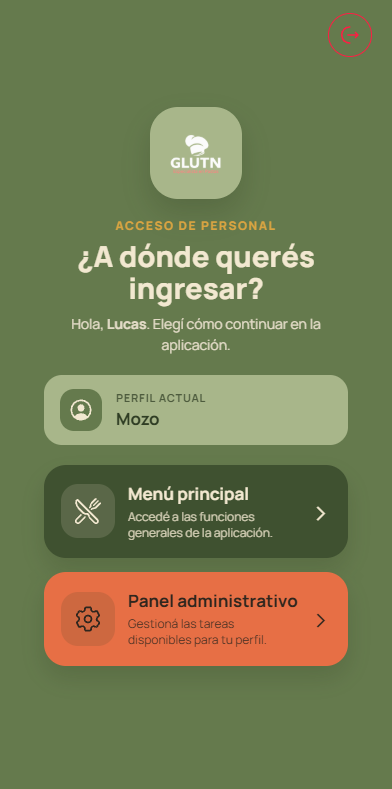 GLUTN
ACCESO DE PERSONAL
¿A dónde querés
ingresar?
Hola, Lucas. Elegí cómo continuar en la
aplicación.
PERFIL ACTUAL
Mozo
Menú principal
Accedé a las funciones
generales de la aplicación.
Panel administrativo
Gestioná las tareas
disponibles para tu perfil.